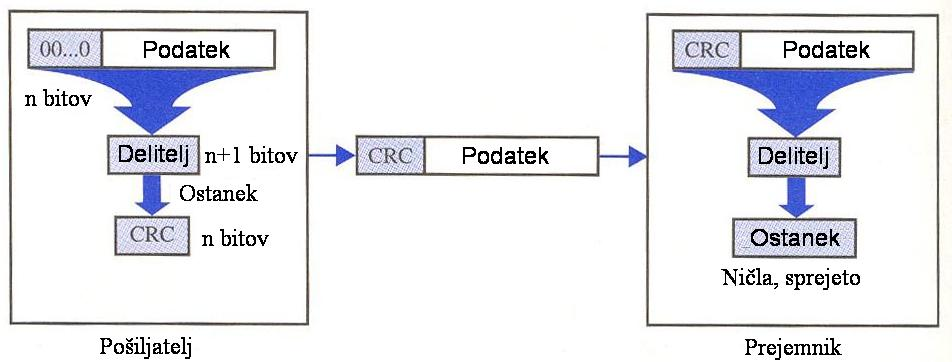 00...0 Podatek
n bitov
Delitelj n+1 bitov
Ostanek
CRC n bitov
Pošiljatelj
CRC Podatek
CRC Podatek
Delitelj
Ostanek
Ničla, sprejeto
Prejemnik